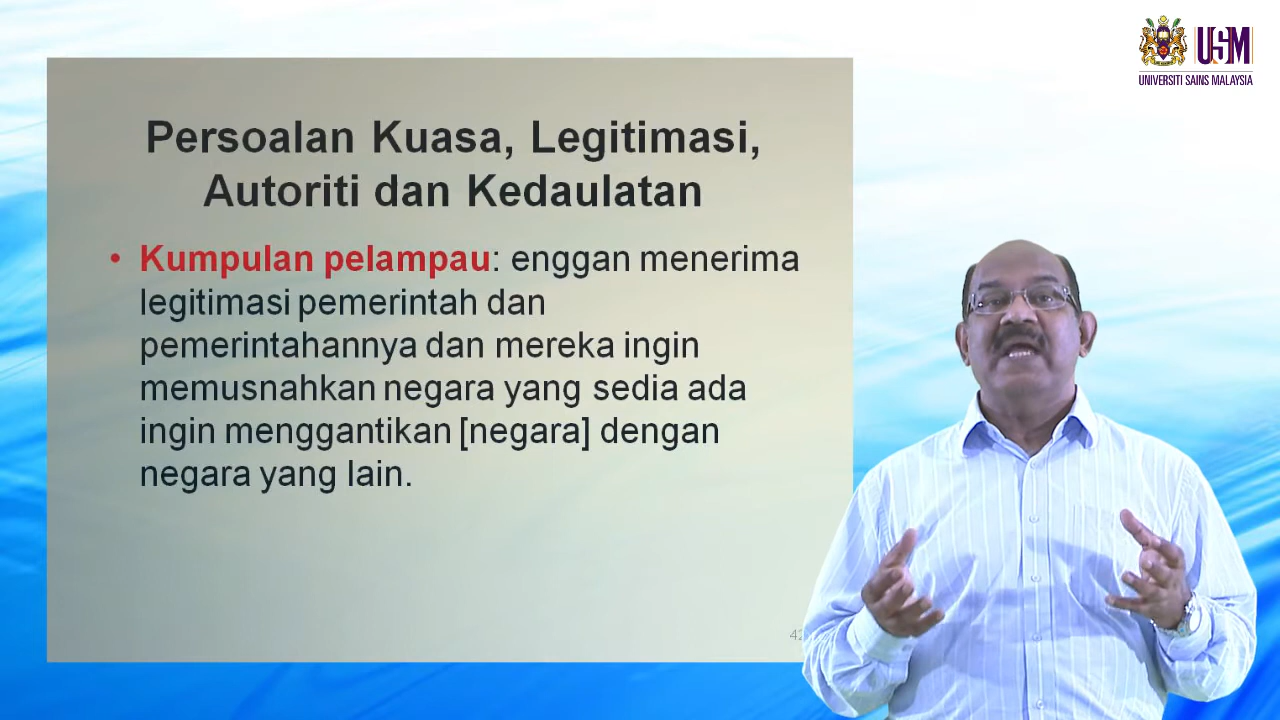 USM
UNIVERSITI SAINS MALAYSIA
Persoalan Kuasa, Legitimasi,
Autoriti dan Kedaulatan
• Kumpulan pelampau: enggan menerima
legitimasi pemerintah dan
pemerintahannya dan mereka ingin
memusnahkan negara yang sedia ada
ingin menggantikan [negara] dengan
negara yang lain.